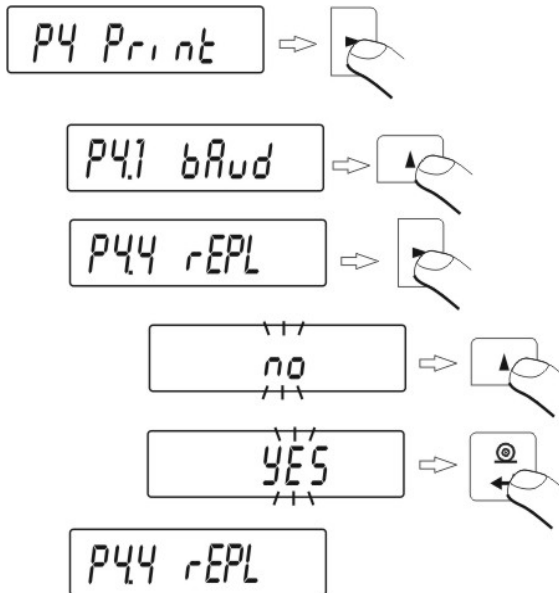 P4 Print
P4.1 bAud
P4.4 rEPL
no
YES
P4.4 rEPL